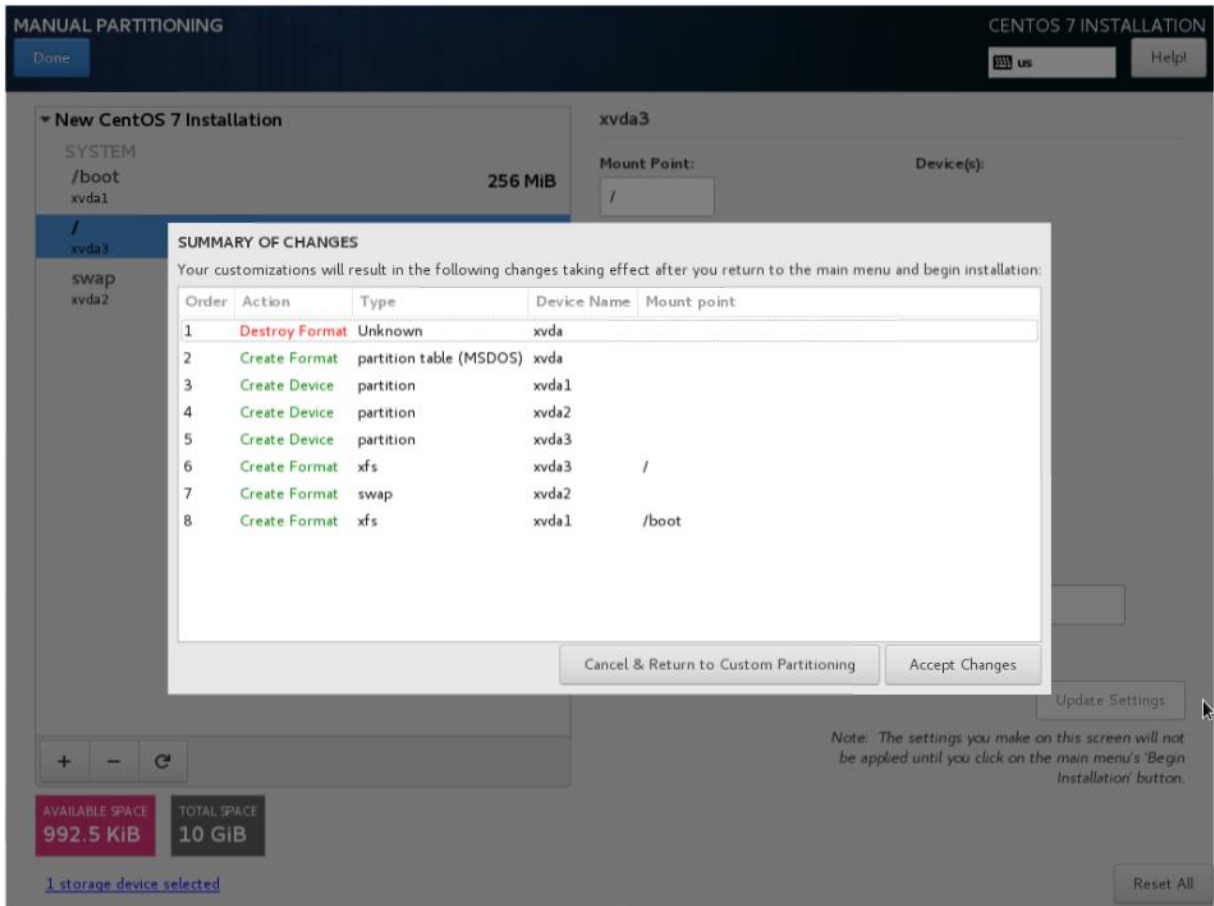 MANUAL PARTITIONING
CENTOS 7 INSTALLATION
Done
us
Help!
New CentOS 7 Installation
SYSTEM
/boot
256 MiB
xvda1
/
xvda3
swap
xvda2
xvda3
Mount Point:
Device(s):
/
SUMMARY OF CHANGES
Your customizations will result in the following changes taking effect after you return to the main menu and begin installation:
Order Action Type Device Name Mount point
1 Destroy Format Unknown xvda
2 Create Format partition table (MSDOS) xvda
3 Create Device partition xvda1
4 Create Device partition xvda2
5 Create Device partition xvda3
6 Create Format xfs xvda3 /
7 Create Format swap xvda2
8 Create Format xfs xvda1 /boot
Cancel & Return to Custom Partitioning
Accept Changes
Update Settings
Note: The settings you make on this screen will not
be applied until you click on the main menu's 'Begin
Installation' button.
+ −
AVAILABLE SPACE
992.5 KiB
TOTAL SPACE
10 GiB
1 storage device selected
Reset All